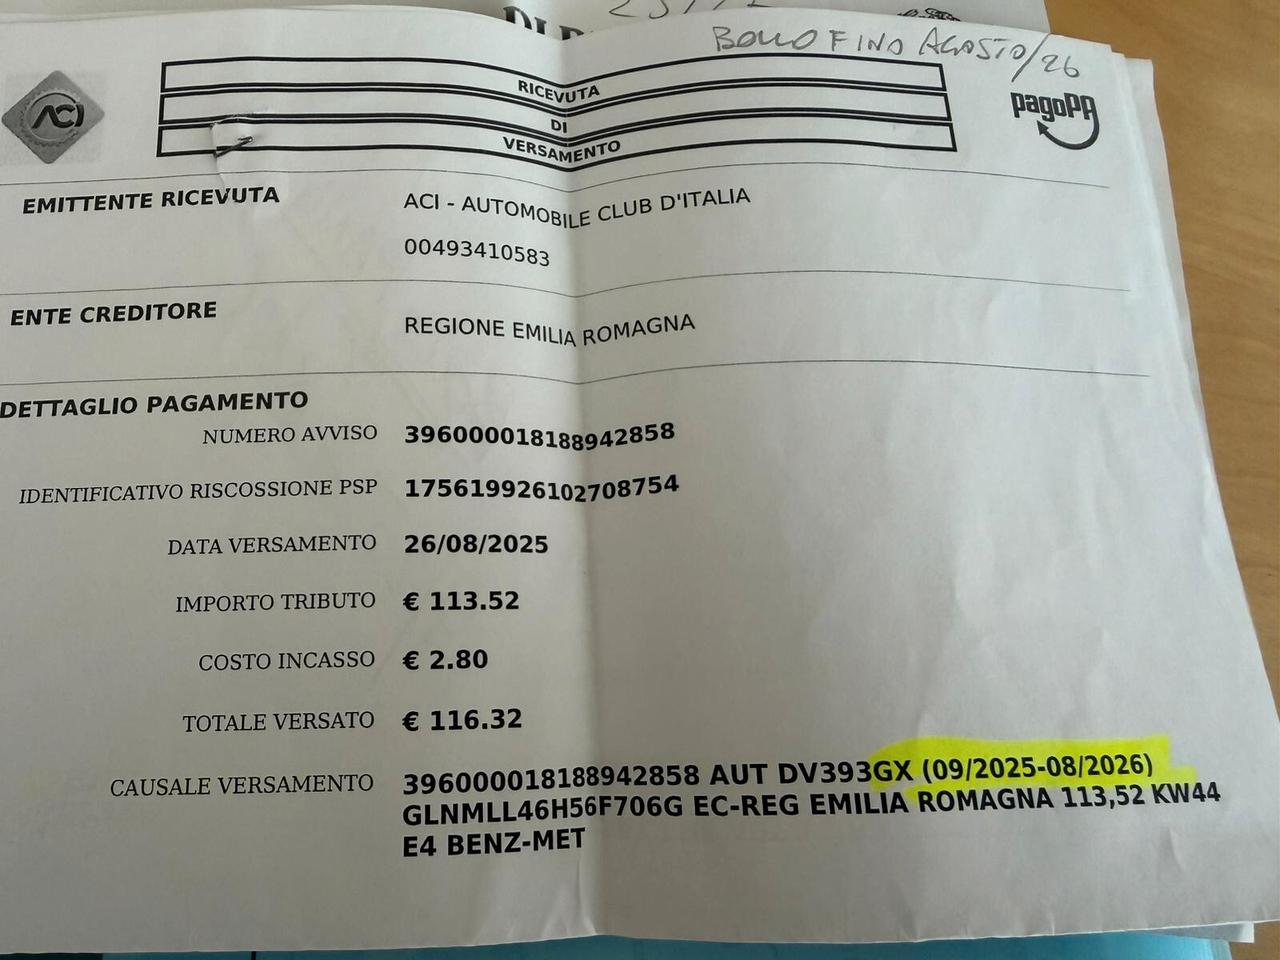 BOLLO FINO AGOSTO/26
ACI
RICEVUTA
DI
VERSAMENTO
pagoPA
EMITTENTE RICEVUTA
ACI - AUTOMOBILE CLUB D'ITALIA
00493410583
ENTE CREDITORE
REGIONE EMILIA ROMAGNA
DETTAGLIO PAGAMENTO
NUMERO AVVISO 396000018188942858
IDENTIFICATIVO RISCOSSIONE PSP 175619926102708754
DATA VERSAMENTO 26/08/2025
IMPORTO TRIBUTO € 113.52
COSTO INCASSO € 2.80
TOTALE VERSATO € 116.32
CAUSALE VERSAMENTO 396000018188942858 AUT DV393GX (09/2025-08/2026)
GLNMLL46H56F706G EC-REG EMILIA ROMAGNA 113,52 KW44
E4 BENZ-MET